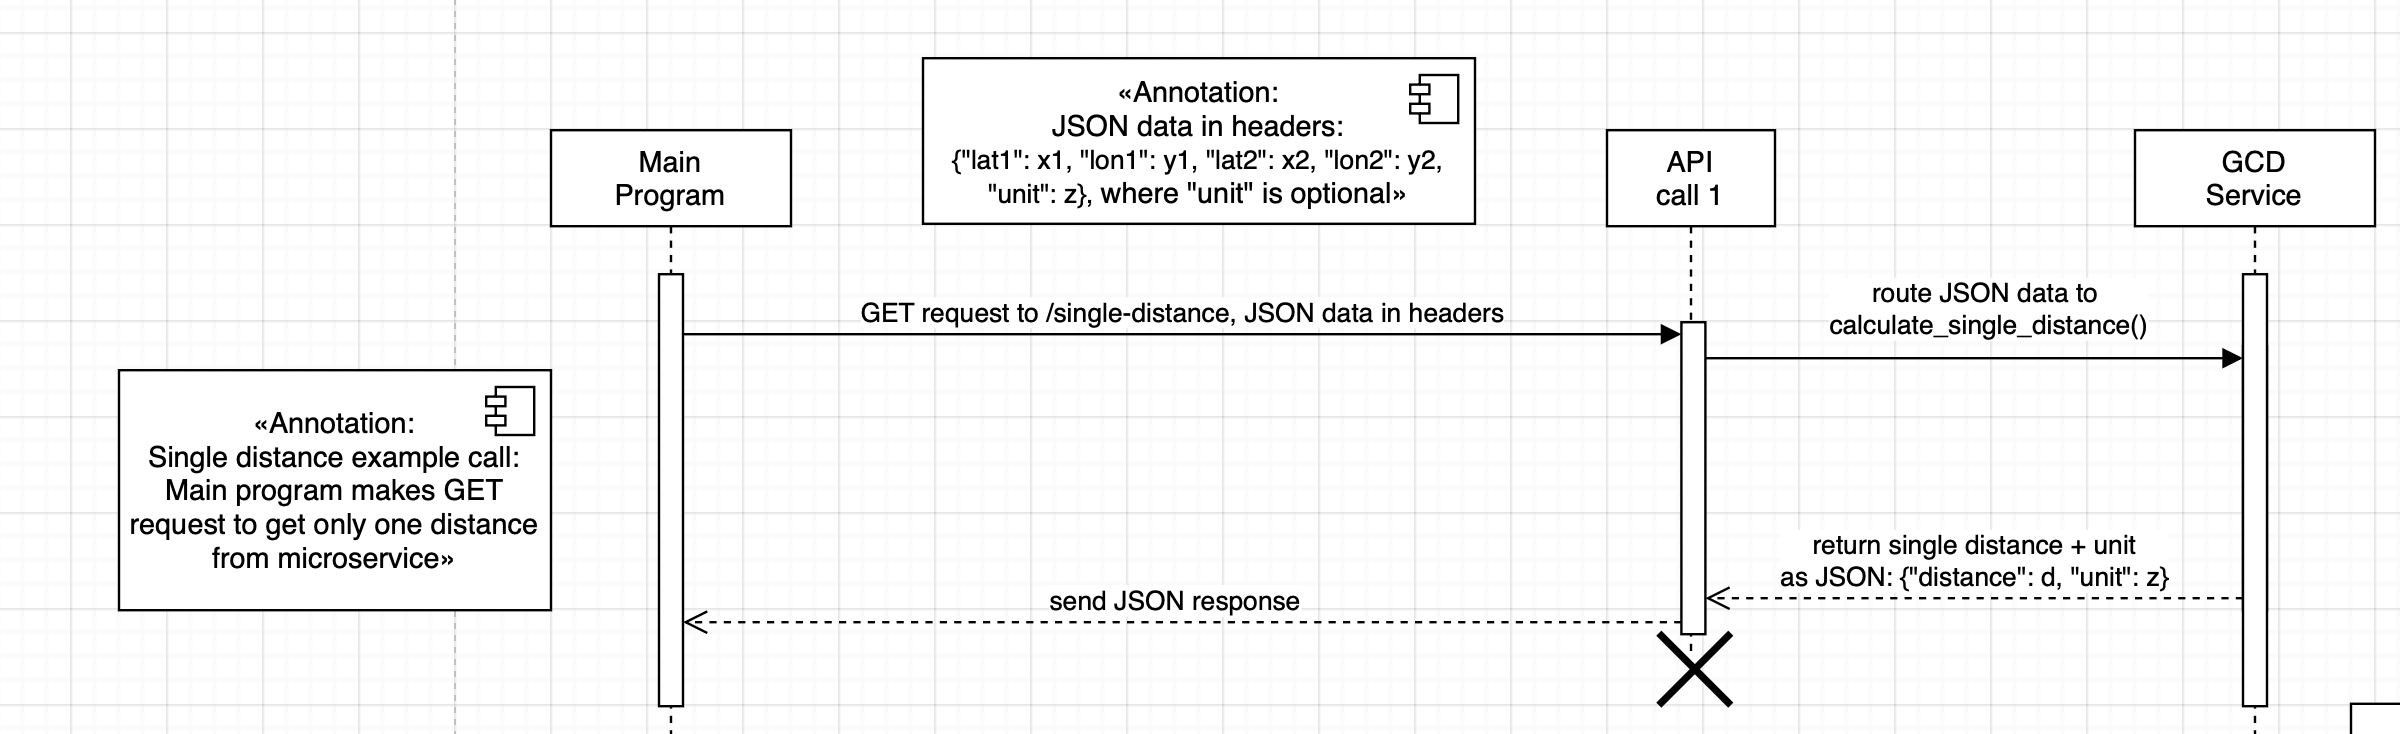 «Annotation:
JSON data in headers:
{"lat1": x1, "lon1": y1, "lat2": x2, "lon2": y2,
"unit": z}, where "unit" is optional»
Main
Program
API
call 1
GCD
Service
GET request to /single-distance, JSON data in headers
route JSON data to
calculate_single_distance()
«Annotation:
Single distance example call:
Main program makes GET
request to get only one distance
from microservice»
return single distance + unit
as JSON: {"distance": d, "unit": z}
send JSON response